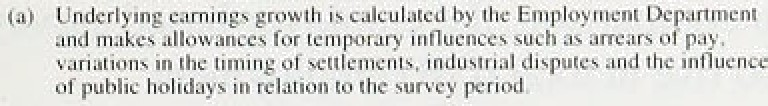 (a) Underlying earnings growth is calculated by the Employment Department
and makes allowances for temporary influences such as arrears of pay,
variations in the timing of settlements, industrial disputes and the influence
of public holidays in relation to the survey period.